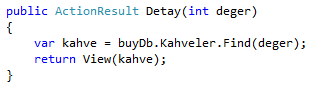 public ActionResult Detay(int deger)
{
    var kahve = buyDb.Kahveler.Find(deger);
    return View(kahve);
}